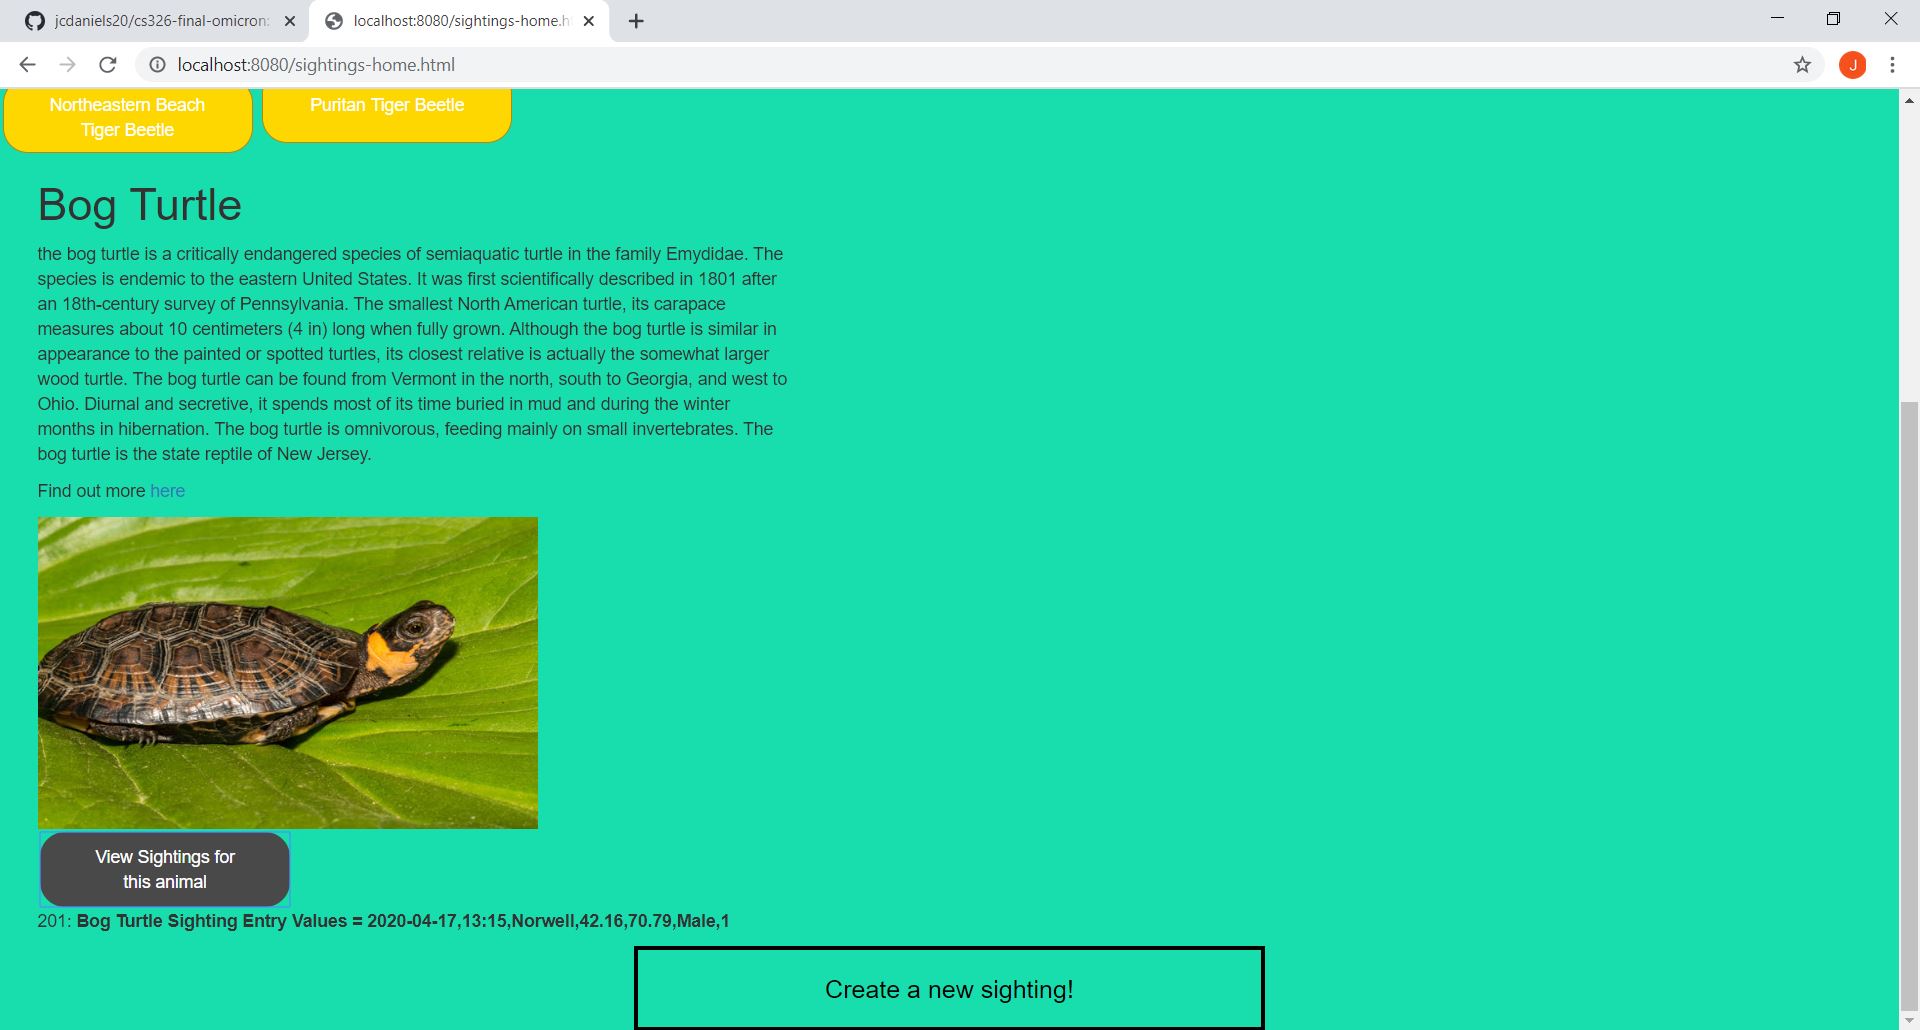 jcdaniels20/cs326-final-omicron:
localhost:8080/sightings-home.h
localhost:8080/sightings-home.html
J
Northeastern Beach
Tiger Beetle
Puritan Tiger Beetle
Bog Turtle
the bog turtle is a critically endangered species of semiaquatic turtle in the family Emydidae. The
species is endemic to the eastern United States. It was first scientifically described in 1801 after
an 18th-century survey of Pennsylvania. The smallest North American turtle, its carapace
measures about 10 centimeters (4 in) long when fully grown. Although the bog turtle is similar in
appearance to the painted or spotted turtles, its closest relative is actually the somewhat larger
wood turtle. The bog turtle can be found from Vermont in the north, south to Georgia, and west to
Ohio. Diurnal and secretive, it spends most of its time buried in mud and during the winter
months in hibernation. The bog turtle is omnivorous, feeding mainly on small invertebrates. The
bog turtle is the state reptile of New Jersey.
Find out more here
View Sightings for
this animal
201: Bog Turtle Sighting Entry Values = 2020-04-17,13:15,Norwell,42.16,70.79,Male,1
Create a new sighting!